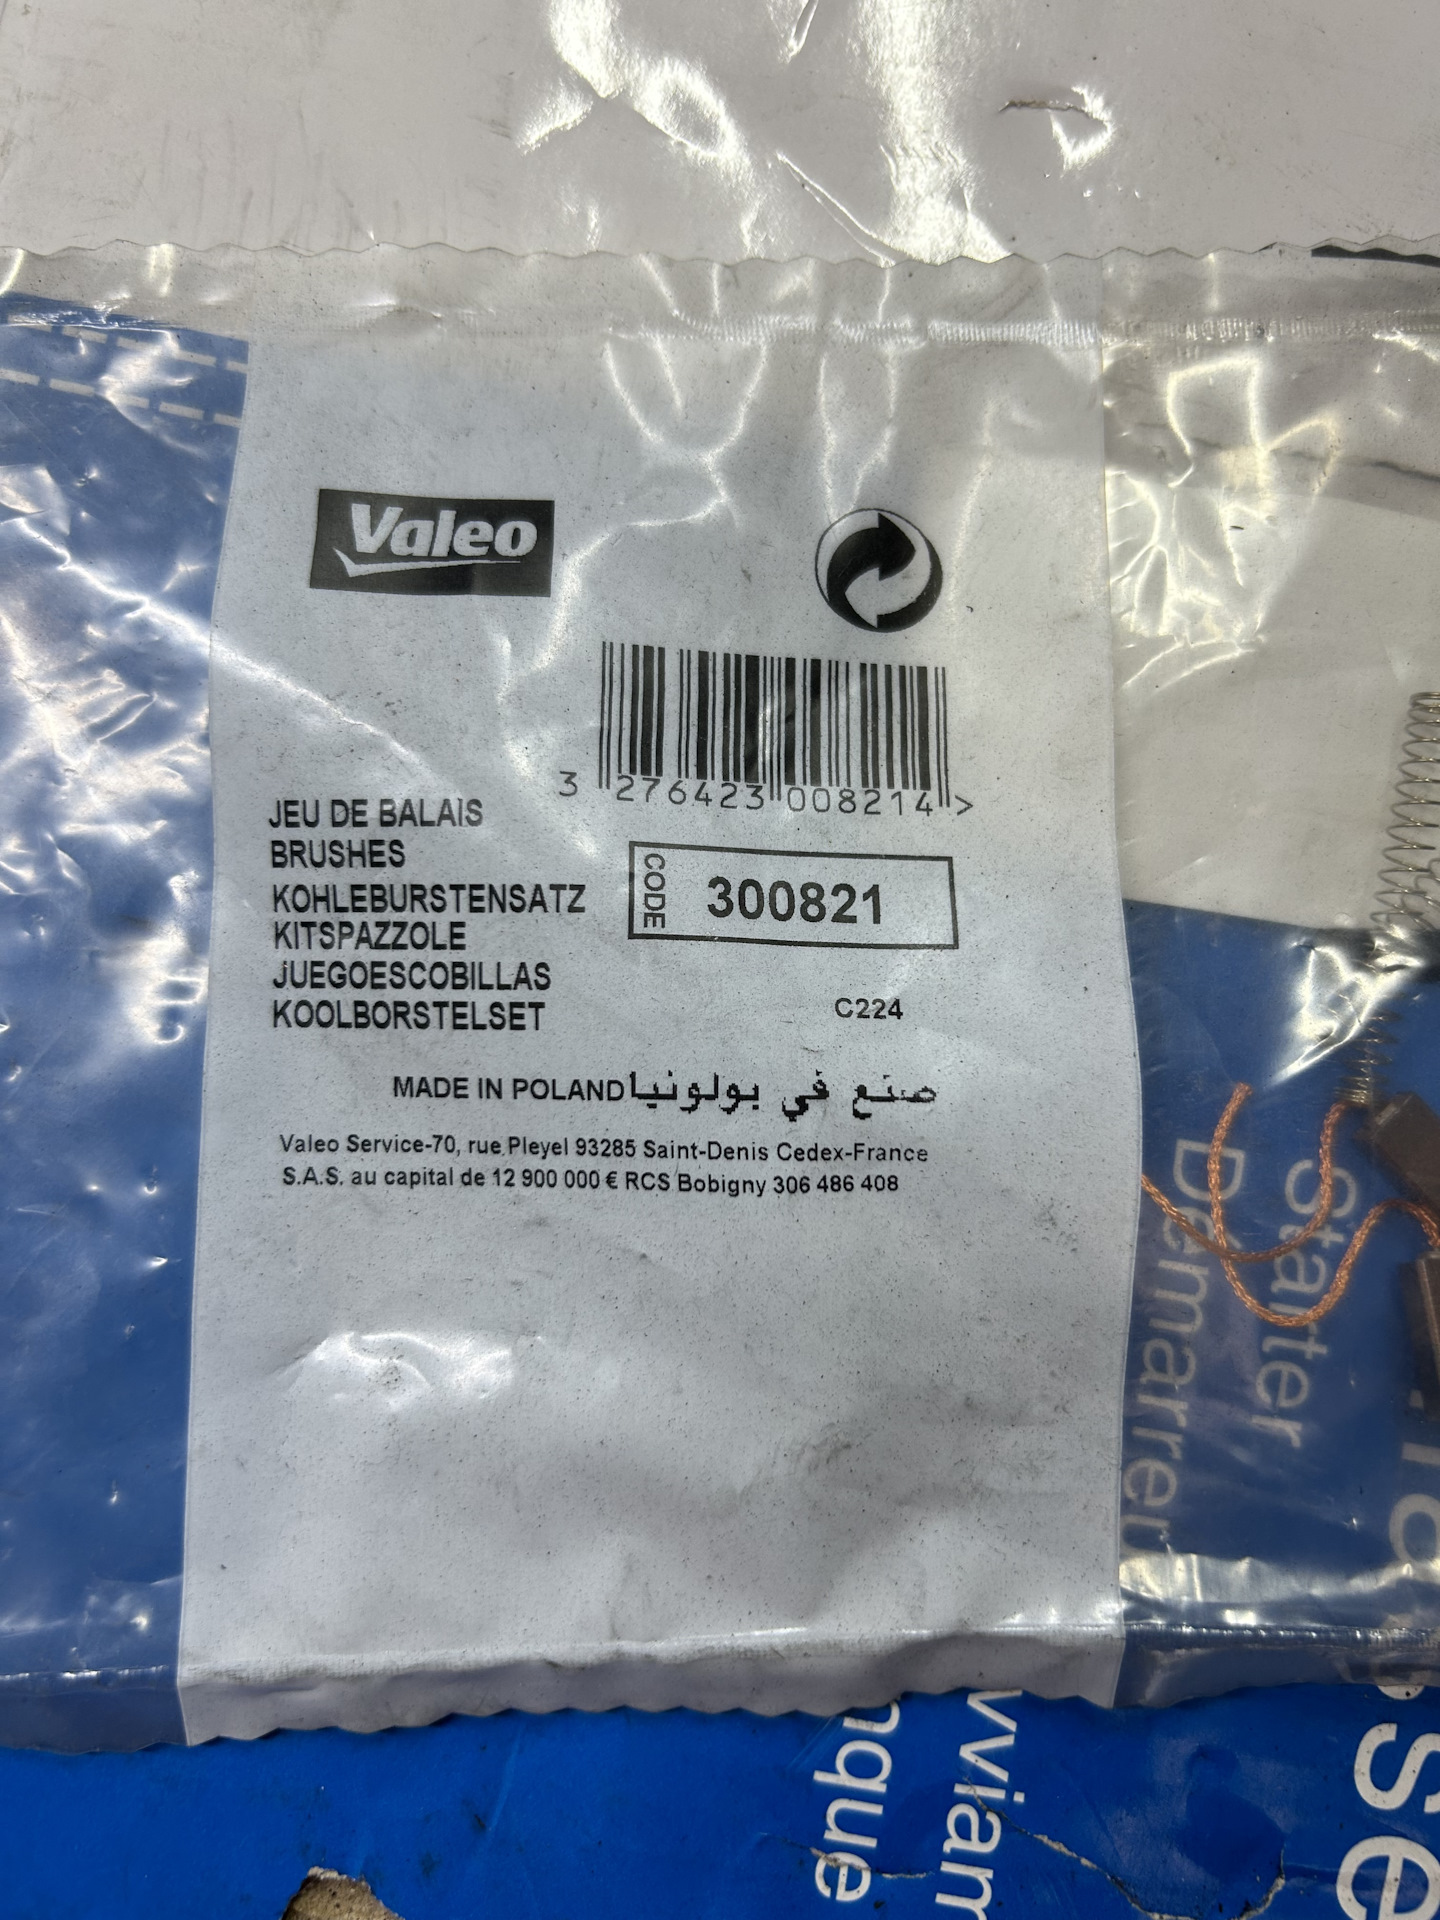 Valeo
3 276423 008214 >
JEU DE BALAIS
BRUSHES
KOHLEBURSTENSATZ
KITSPAZZOLE
JUEGOESCOBILLAS
KOOLBORSTELSET
CODE
300821
C224
MADE IN POLAND صنع في بولونيا
Valeo Service-70, rue Pleyel 93285 Saint-Denis Cedex-France
S.A.S. au capital de 12 900 000 € RCS Bobigny 306 486 408
Starter